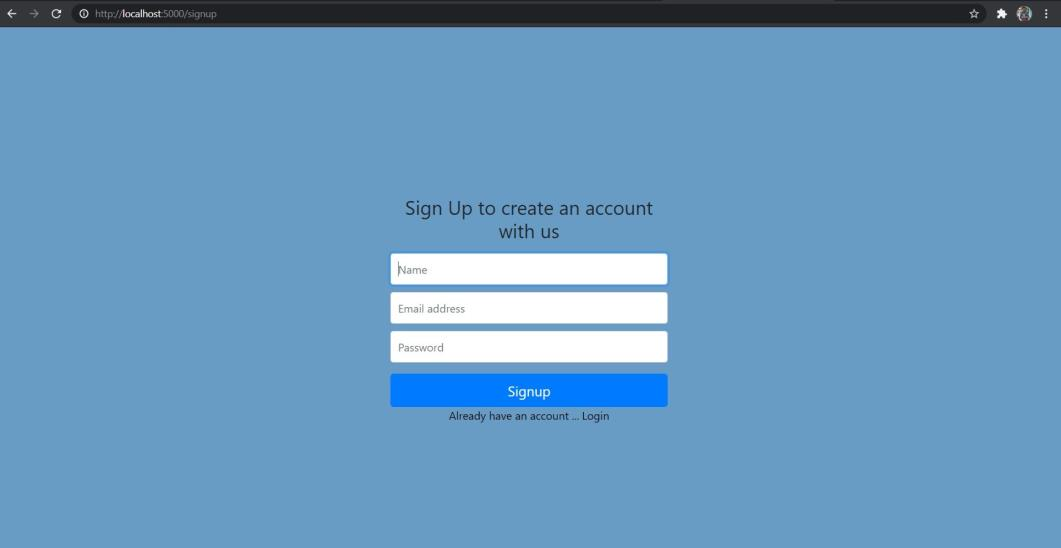 http://localhost:5000/signup
Sign Up to create an account
with us
Name
Email address
Password
Signup
Already have an account ... Login